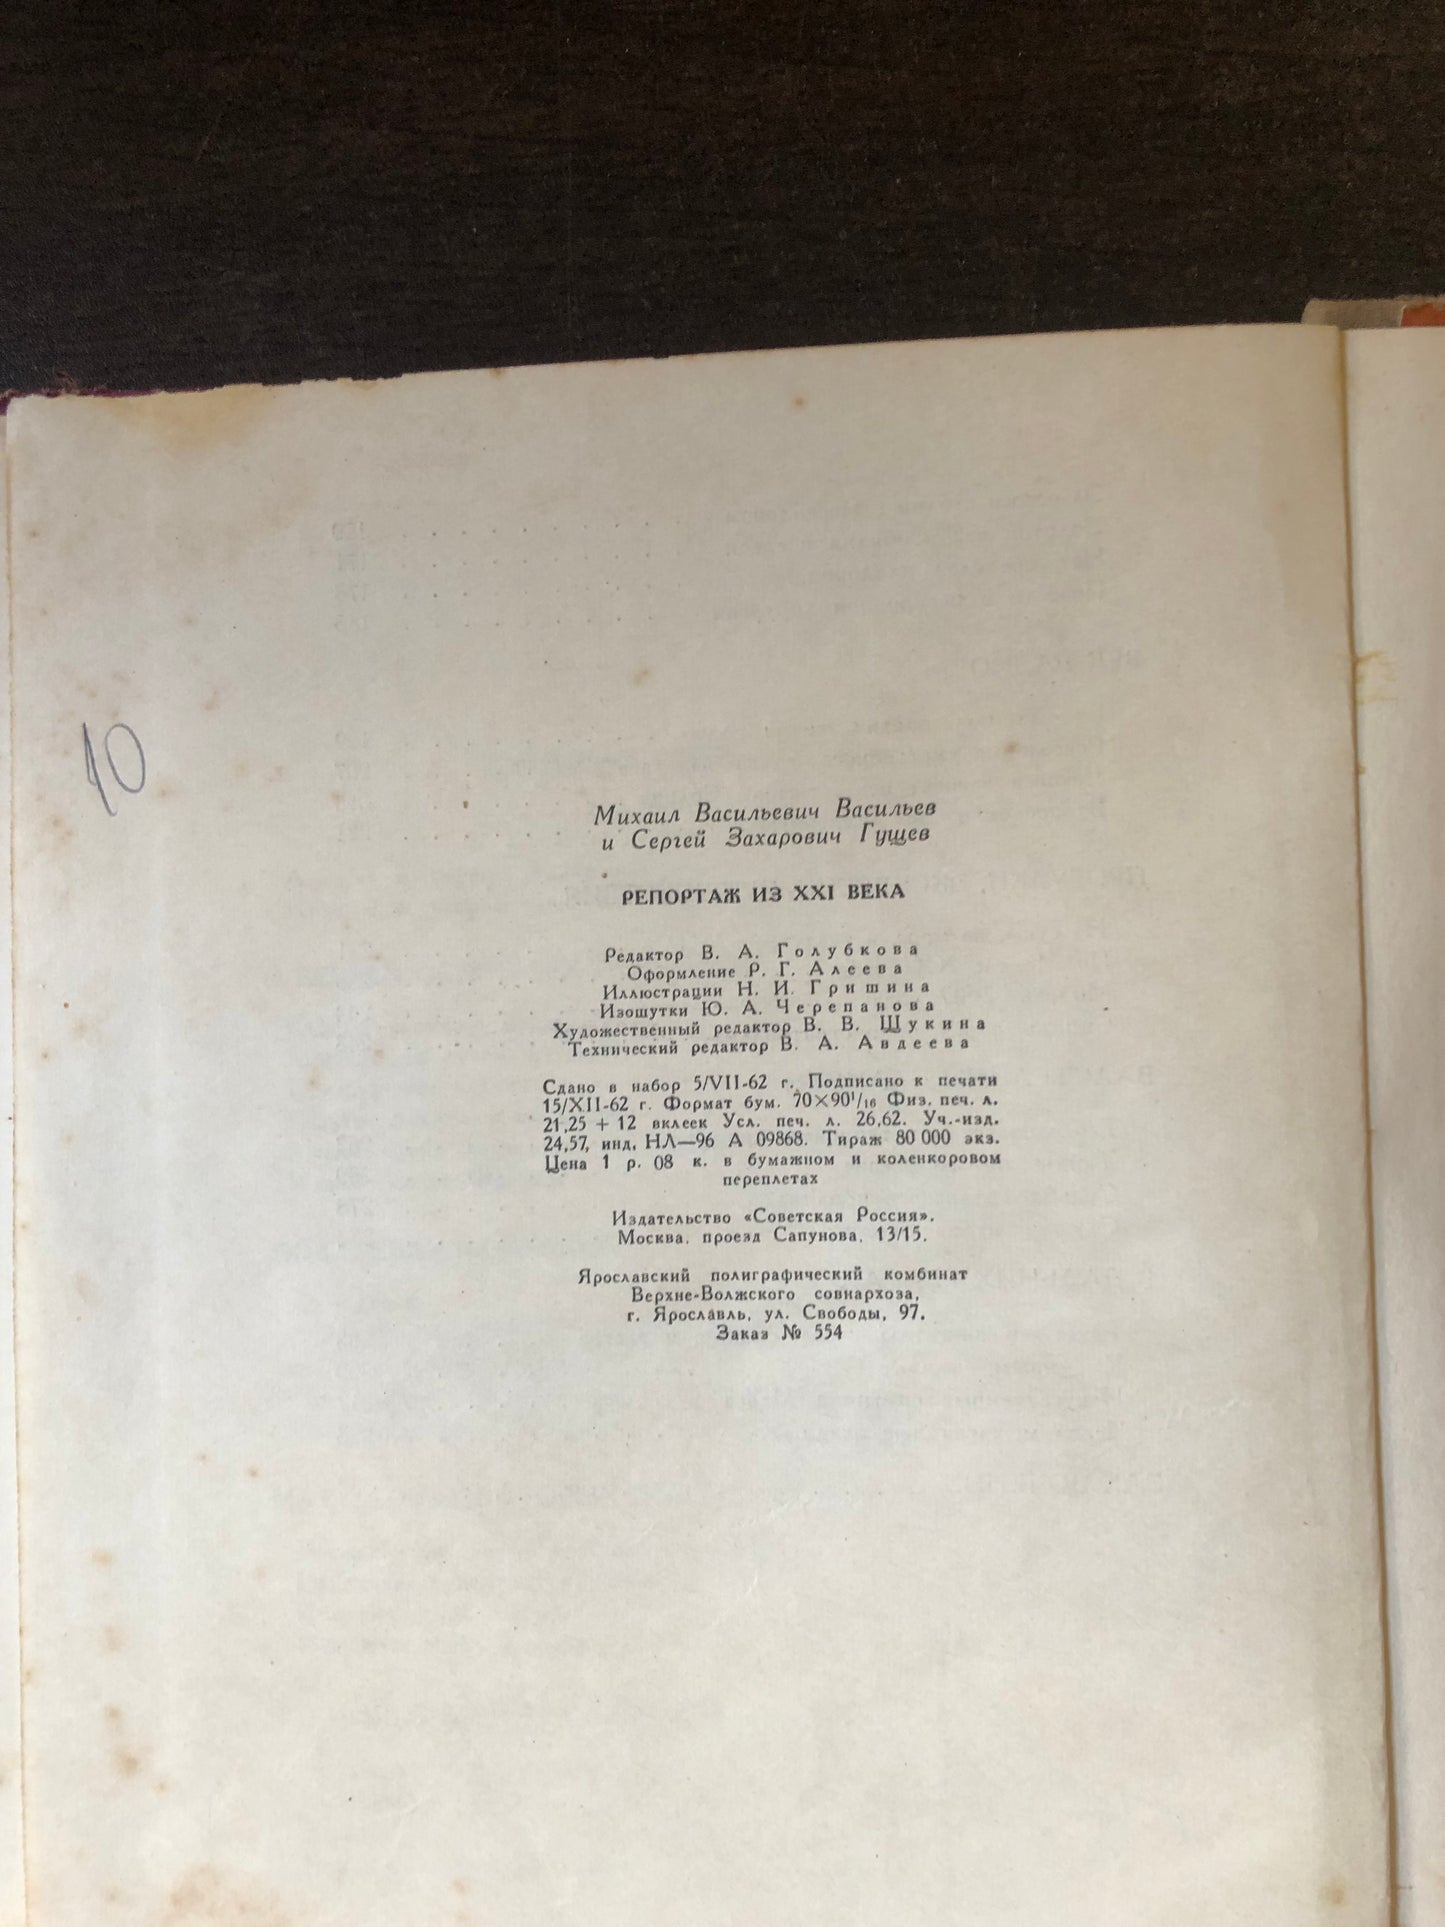 10
Михаил Васильевич Васильев
и Сергей Захарович Гущев
РЕПОРТАЖ ИЗ XXI ВЕКА
Редактор В. А. Голубкова
Оформление Р. Г. Алеева
Иллюстрации Н. И. Гришина
Изошутки Ю. А. Черепанова
Художественный редактор В. В. Щукина
Технический редактор В. А. Авдеева
Сдано в набор 5/VII-62 г. Подписано к печати
15/XII-62 г. Формат бум. 70×90¹/₁₆ Физ. печ. л.
21,25 + 12 вклеек Усл. печ. л. 26,62. Уч.-изд.
24,57, инд. НЛ—96 А 09868. Тираж 80 000 экз.
Цена 1 р. 08 к. в бумажном и коленкоровом
переплетах
Издательство «Советская Россия».
Москва, проезд Сапунова, 13/15.
Ярославский полиграфический комбинат
Верхне-Волжского совнархоза,
г. Ярославль, ул. Свободы, 97.
Заказ № 554